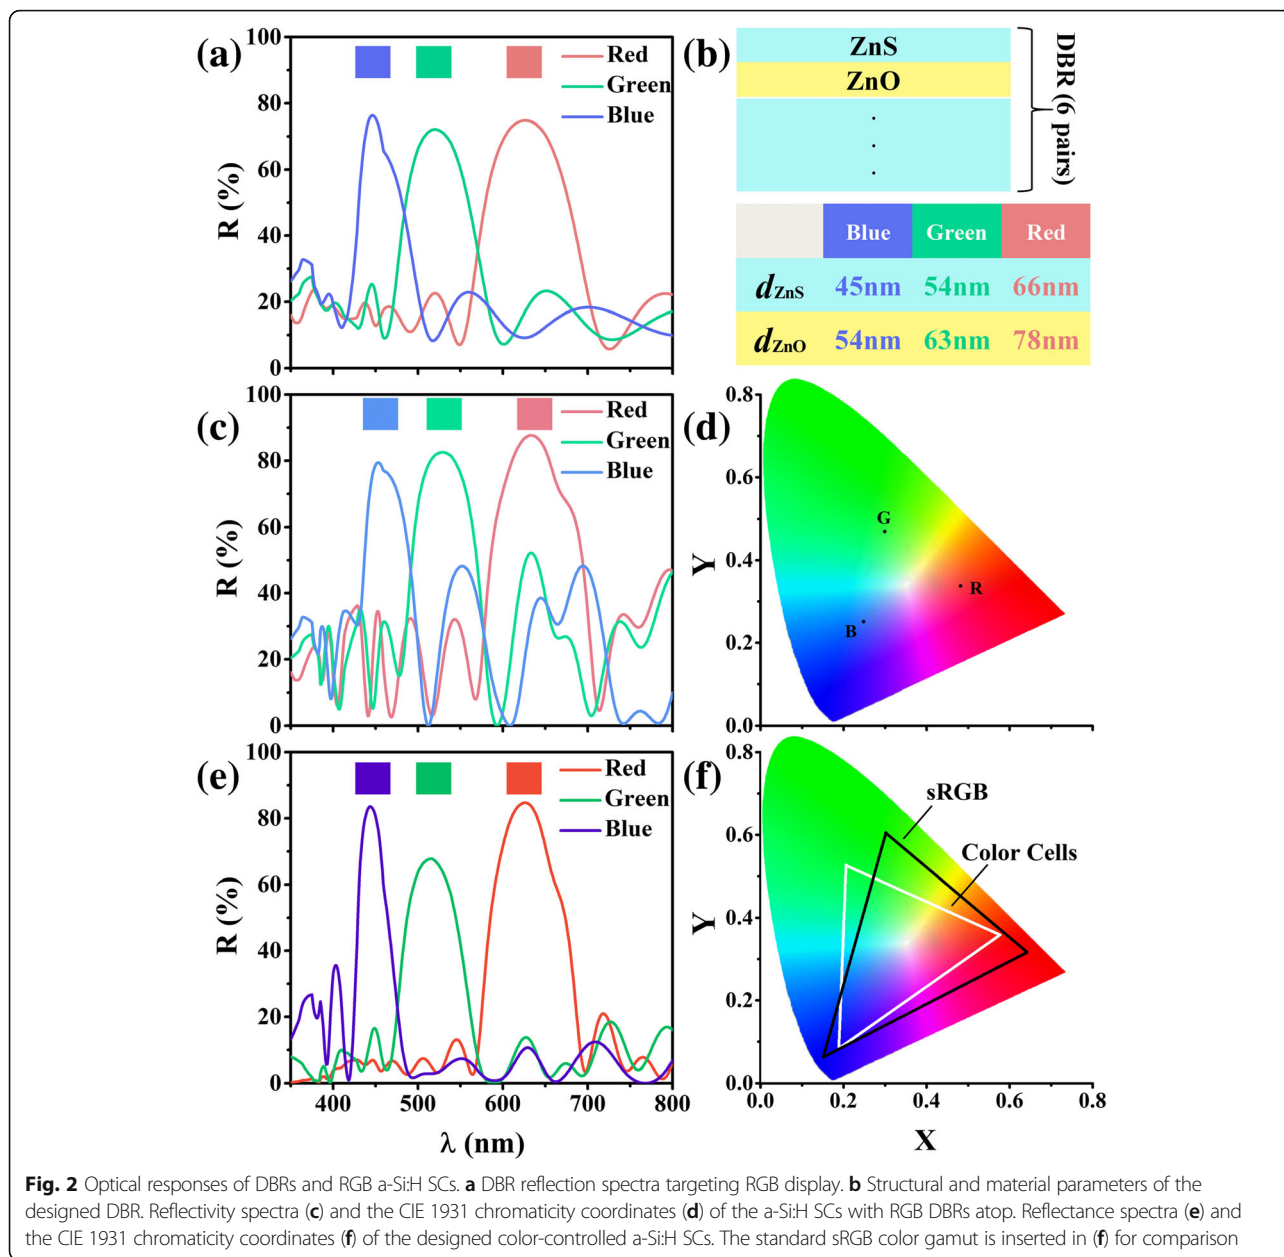 (a)
100
80
60
40
20
0
R (%)
Red
Green
Blue
(b)
ZnS
ZnO
DBR (6 pairs)
Blue Green Red
dZnS 45nm 54nm 66nm
dZnO 54nm 63nm 78nm
(c)
100
80
60
40
20
0
R (%)
Red
Green
Blue
(d)
0.8
0.6
0.4
0.2
0.0
Y
G
R
B
(e)
100
80
60
40
20
0
R (%)
Red
Green
Blue
400 500 600 700 800
λ (nm)
(f)
0.8
0.6
0.4
0.2
0.0
Y
sRGB
Color Cells
0.0 0.2 0.4 0.6 0.8
X
Fig. 2 Optical responses of DBRs and RGB a-Si:H SCs. a DBR reflection spectra targeting RGB display. b Structural and material parameters of the
designed DBR. Reflectivity spectra (c) and the CIE 1931 chromaticity coordinates (d) of the a-Si:H SCs with RGB DBRs atop. Reflectance spectra (e) and
the CIE 1931 chromaticity coordinates (f) of the designed color-controlled a-Si:H SCs. The standard sRGB color gamut is inserted in (f) for comparison